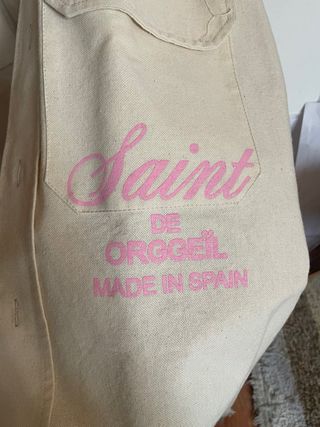 Saint
DE
ORGGEÏL
MADE IN SPAIN